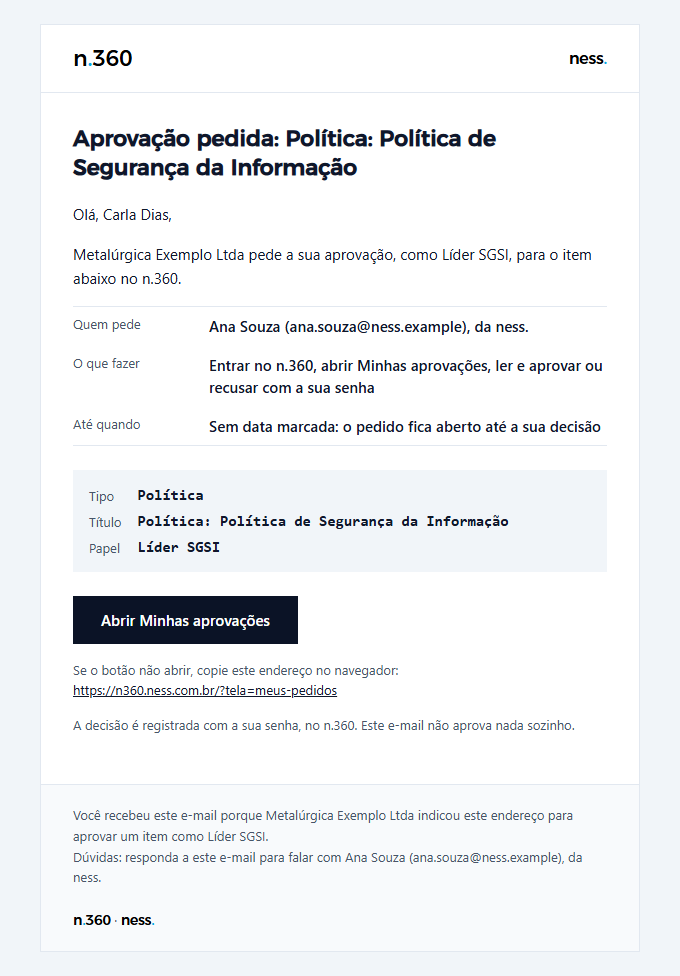 n.360
ness.
Aprovação pedida: Política: Política de
Segurança da Informação
Olá, Carla Dias,
Metalúrgica Exemplo Ltda pede a sua aprovação, como Líder SGSI, para o item
abaixo no n.360.
Quem pede
Ana Souza (ana.souza@ness.example), da ness.
O que fazer
Entrar no n.360, abrir Minhas aprovações, ler e aprovar ou
recusar com a sua senha
Até quando
Sem data marcada: o pedido fica aberto até a sua decisão
Tipo
Política
Título
Política: Política de Segurança da Informação
Papel
Líder SGSI
Abrir Minhas aprovações
Se o botão não abrir, copie este endereço no navegador:
https://n360.ness.com.br/?tela=meus-pedidos
A decisão é registrada com a sua senha, no n.360. Este e-mail não aprova nada sozinho.
Você recebeu este e-mail porque Metalúrgica Exemplo Ltda indicou este endereço para
aprovar um item como Líder SGSI.
Dúvidas: responda a este e-mail para falar com Ana Souza (ana.souza@ness.example), da
ness.
n.360 · ness.